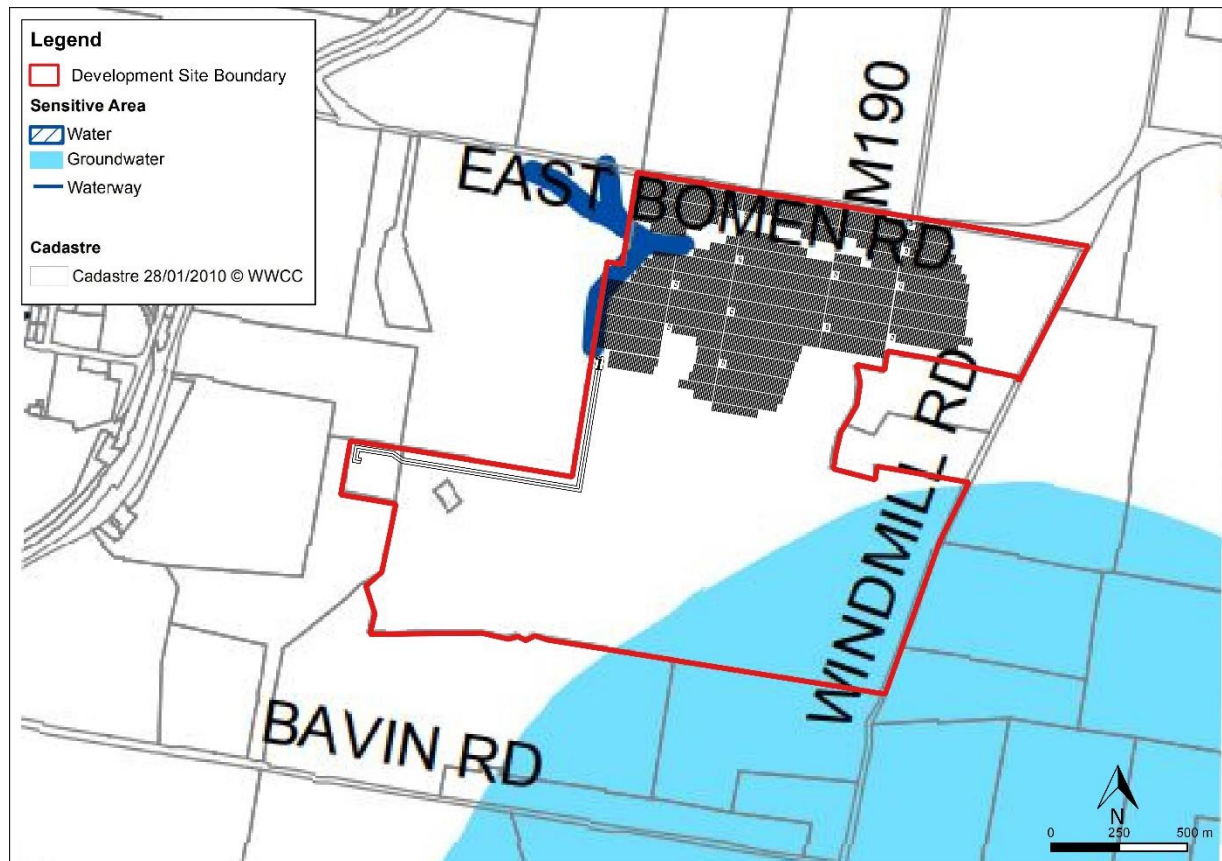 Legend
Development Site Boundary
Sensitive Area
Water
Groundwater
Waterway
Cadastre
Cadastre 28/01/2010 © WWCC
EAST BOMEN RD
M190
WINDMILL RD
BAVIN RD
N
0 250 500 m